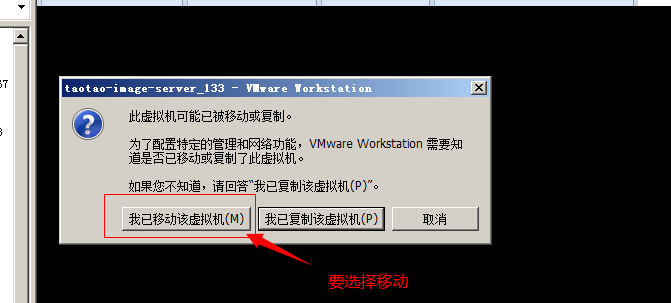 taotao-image-server_133 - VMware Workstation
此虚拟机可能已被移动或复制。
为了配置特定的管理和网络功能，VMware Workstation 需要知
道是否已移动或复制了此虚拟机。
如果您不知道，请回答“我已复制该虚拟机(P)”。
我已移动该虚拟机(M) 我已复制该虚拟机(P) 取消
要选择移动